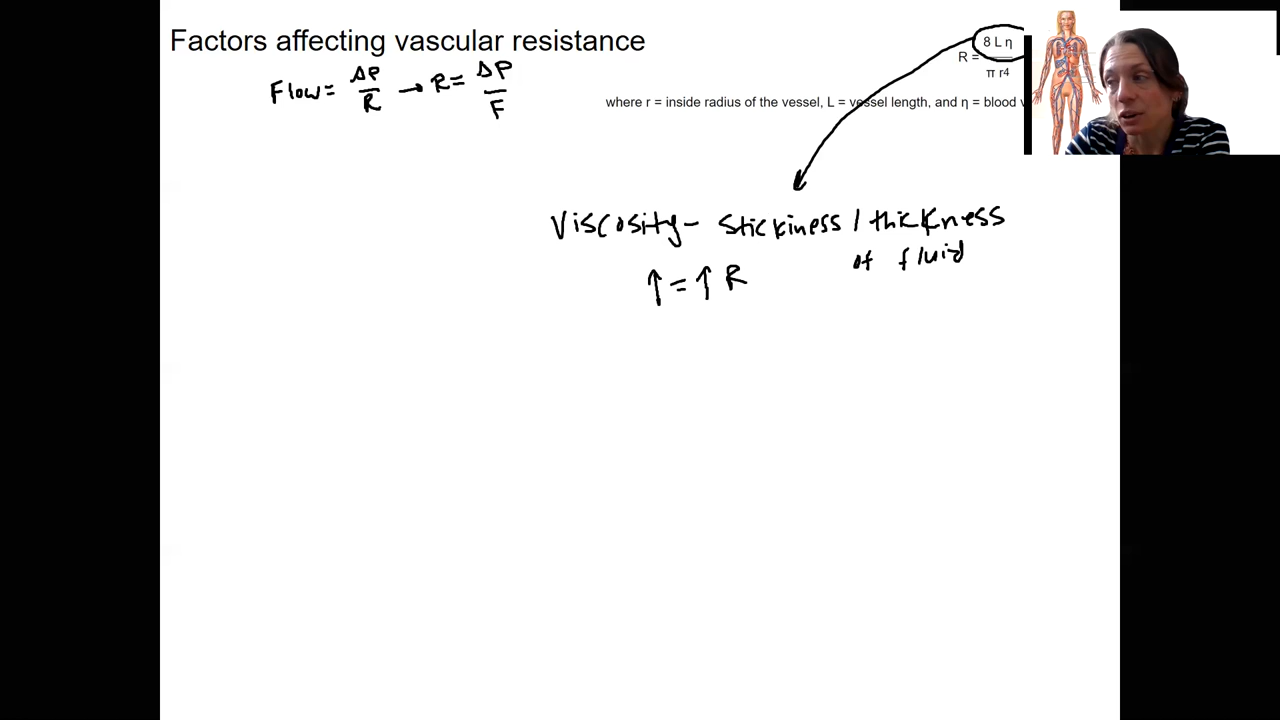 Factors affecting vascular resistance
Flow = ΔP / R → R = ΔP / F
R = 8 L η / π r⁴
where r = inside radius of the vessel, L = vessel length, and η = blood
Viscosity - stickiness / thickness
of fluid
↑ = ↑ R